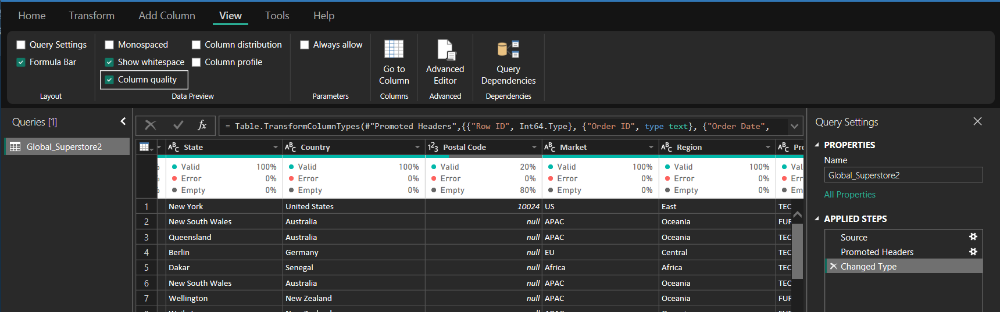 Home Transform Add Column View Tools Help
Query Settings Monospaced Column distribution Always allow
Formula Bar Show whitespace Column profile
Column quality
Go to Column
Advanced Editor
Query Dependencies
Layout Data Preview Parameters Columns Advanced Dependencies
Queries [1]
Global_Superstore2
fx = Table.TransformColumnTypes(#"Promoted Headers",{{"Row ID", Int64.Type}, {"Order ID", type text}, {"Order Date",
ABC State ABC Country 123 Postal Code ABC Market ABC Region ABC Pro
% Valid 100% Valid 100% Valid 20% Valid 100% Valid 100% Val
% Error 0% Error 0% Error 0% Error 0% Error 0% Err
% Empty 0% Empty 0% Empty 80% Empty 0% Empty 0% Em
1 New York United States 10024 US East TEC
2 New South Wales Australia null APAC Oceania FUR
3 Queensland Australia null APAC Oceania TEC
4 Berlin Germany null EU Central TEC
5 Dakar Senegal null Africa Africa TEC
6 New South Wales Australia null APAC Oceania TEC
7 Wellington New Zealand null APAC Oceania FUR
Query Settings
PROPERTIES
Name
Global_Superstore2
All Properties
APPLIED STEPS
Source
Promoted Headers
Changed Type